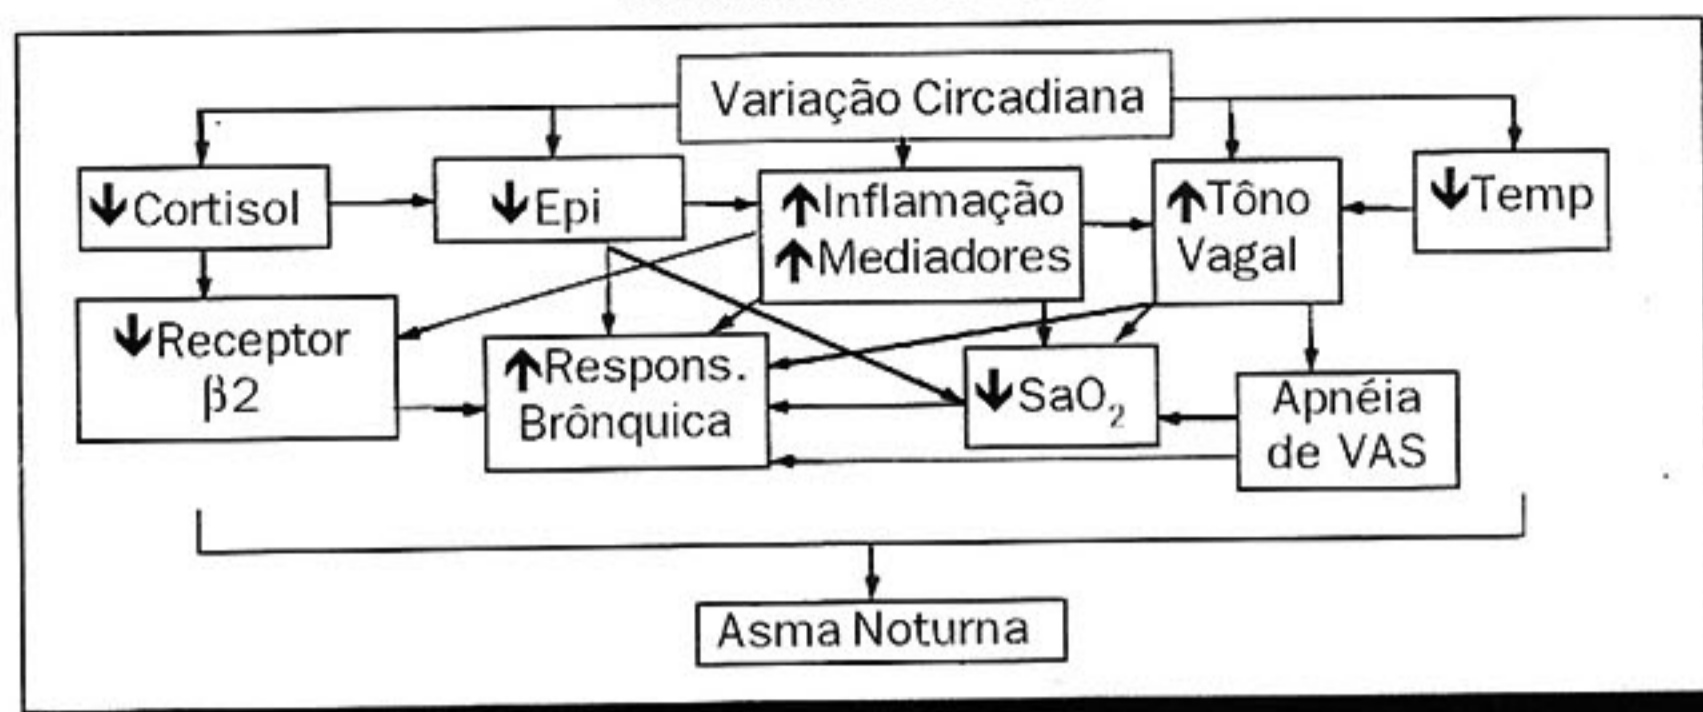 Variação Circadiana
↓Cortisol
↓Epi
↑Inflamação
↑Mediadores
↑Tôno
Vagal
↓Temp
↓Receptor
β2
↑Respons.
Brônquica
↓SaO₂
Apnéia
de VAS
Asma Noturna